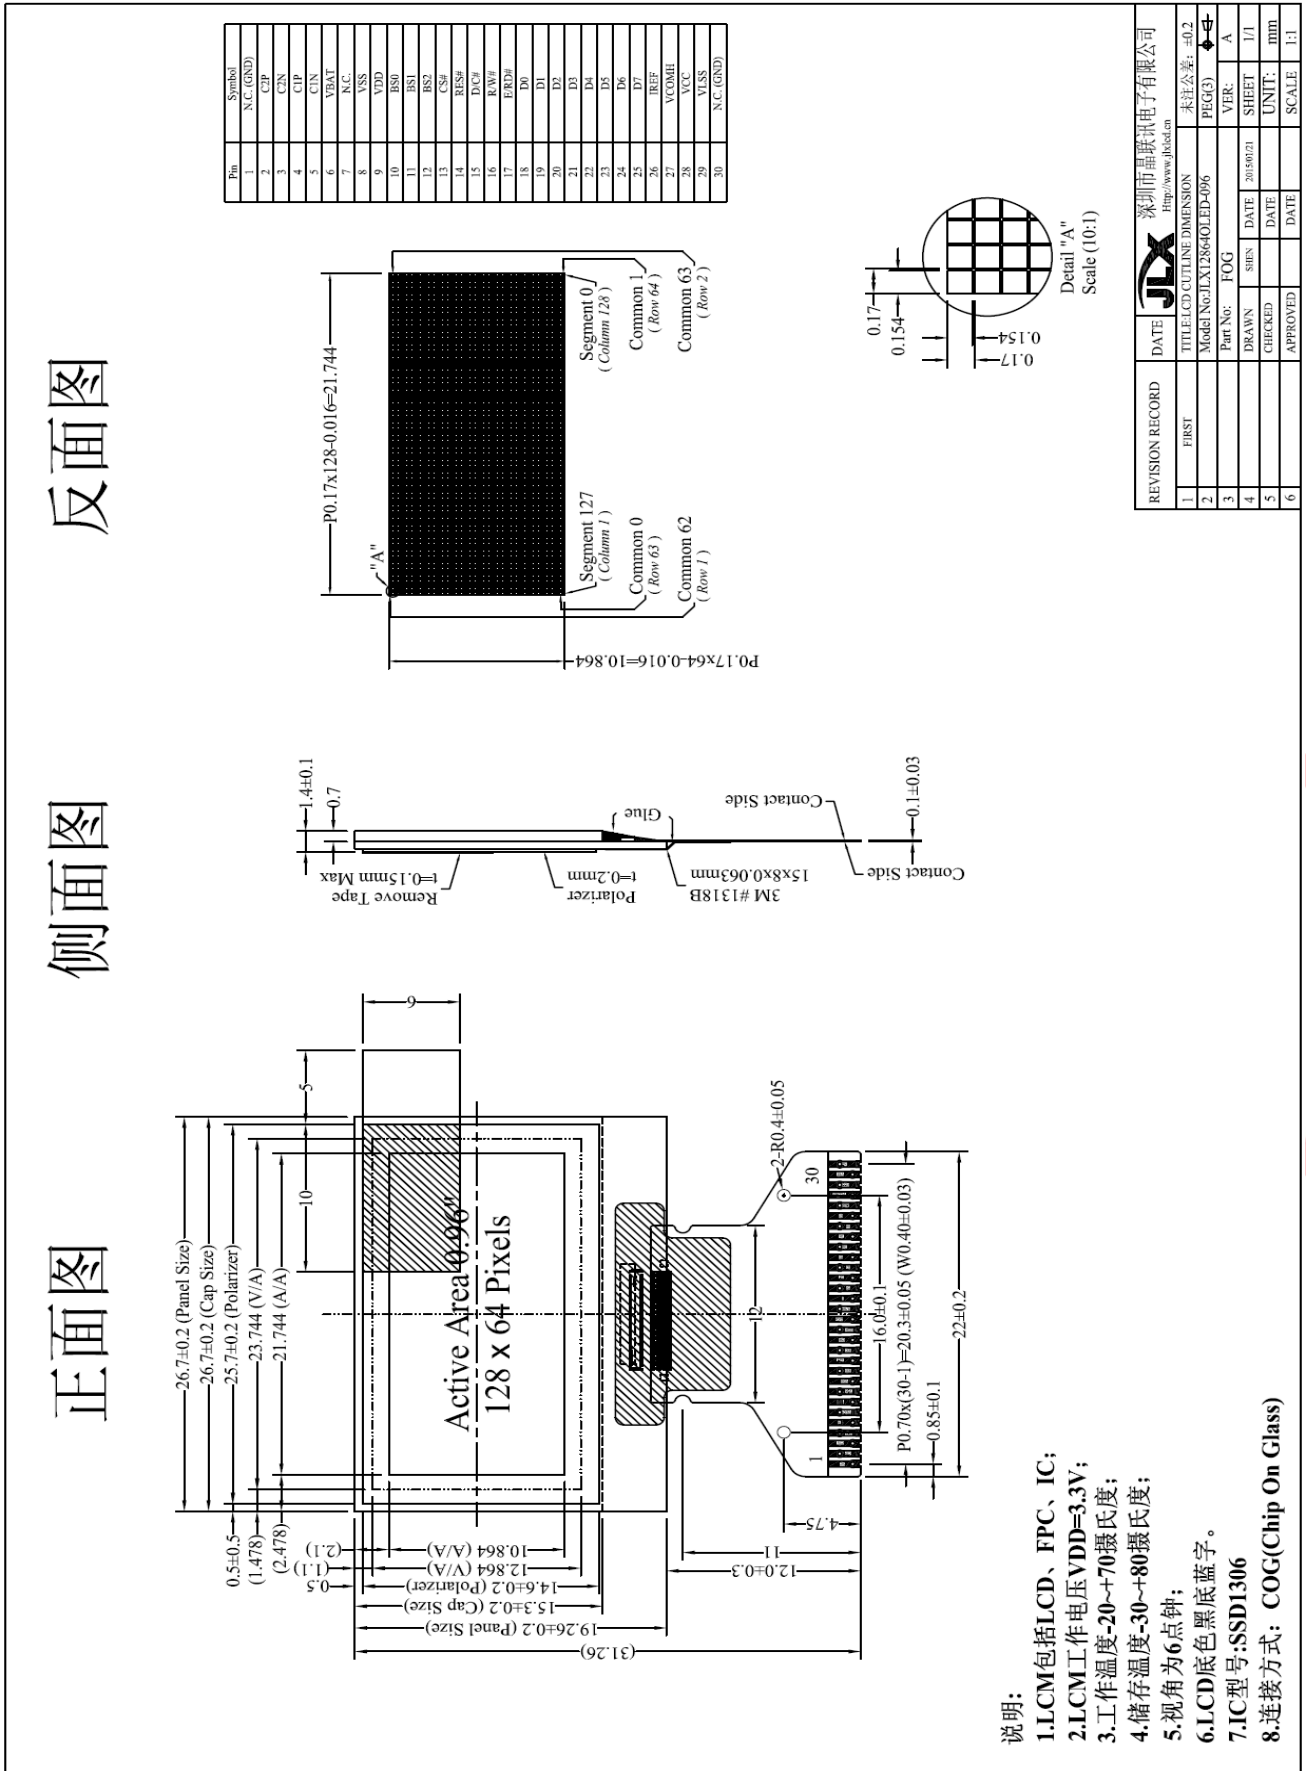 正面图
侧面图
反面图
26.7±0.2 (Panel Size)
26.7±0.2 (Cap Size)
25.7±0.2 (Polarizer)
23.744 (V/A)
21.744 (A/A)
0.5±0.5
(1.478)
(2.478)
10
5
6
Active Area 0.96"
128 x 64 Pixels
(2.1)
(1.1)
0.5
10.864 (A/A)
12.864 (V/A)
14.6±0.2 (Polarizer)
15.3±0.2 (Cap Size)
19.26±0.2 (Panel Size)
(31.26)
12.0±0.3
11
4.75
12
2-R0.4±0.05
1
30
16.0±0.1
P0.70x(30-1)=20.3±0.05 (W0.40±0.03)
0.85±0.1
22±0.2
1.4±0.1
0.7
Remove Tape
t=0.15mm Max
Polarizer
t=0.2mm
3M #1318B
15x8x0.063mm
Glue
Contact Side
Contact Side
0.1±0.03
P0.17x128-0.016=21.744
"A"
P0.17x64-0.016=10.864
Segment 127
( Column 1 )
Common 0
( Row 63 )
Common 62
( Row 1 )
Segment 0
( Column 128 )
Common 1
( Row 64 )
Common 63
( Row 2 )
0.17
0.154
0.154
0.17
Detail "A"
Scale (10:1)
Pin Symbol
1 N.C. (GND)
2 C2P
3 C2N
4 C1P
5 C1N
6 VBAT
7 N.C.
8 VSS
9 VDD
10 BS0
11 BS1
12 BS2
13 CS#
14 RES#
15 D/C#
16 R/W#
17 E/RD#
18 D0
19 D1
20 D2
21 D3
22 D4
23 D5
24 D6
25 D7
26 IREF
27 VCOMH
28 VCC
29 VLSS
30 N.C. (GND)
说明:
1.LCM包括LCD、FPC、IC;
2.LCM工作电压VDD=3.3V;
3.工作温度-20~+70摄氏度;
4.储存温度-30~+80摄氏度;
5.视角为6点钟;
6.LCD底色黑底蓝字。
7.IC型号:SSD1306
8.连接方式: COG(Chip On Glass)
REVISION RECORD DATE
JLX 深圳市晶联讯电子有限公司
Http://www.jlxlcd.cn
1 FIRST TITLE:LCD CUTLINE DIMENSION 未注公差: ±0.2
2 Model No:JLX12864OLED-096 PEG(3)
3 Part No: FOG VER: A
4 DRAWN SHEN DATE 2015/01/21 SHEET 1/1
5 CHECKED DATE UNIT: mm
6 APPROVED DATE SCALE 1:1